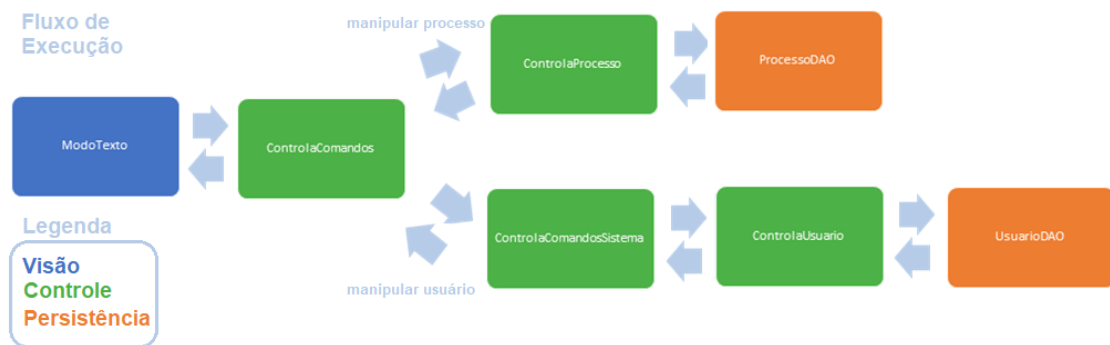 Fluxo de
Execução
manipular processo
ControlaProcesso
ProcessoDAO
ModoTexto
ControlaComandos
ControlaComandosSistema
ControlaUsuario
UsuarioDAO
manipular usuário
Legenda
Visão
Controle
Persistência